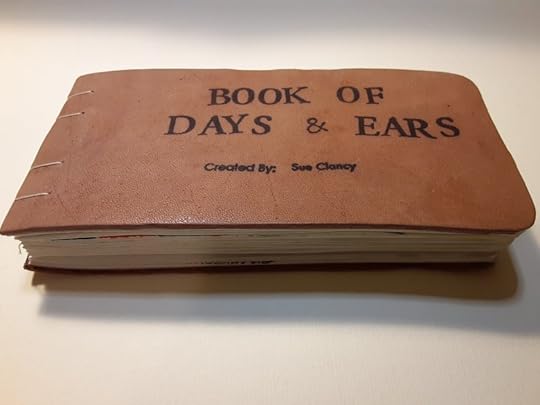 BOOK OF
DAYS & EARS
Created By: Sue Clancy